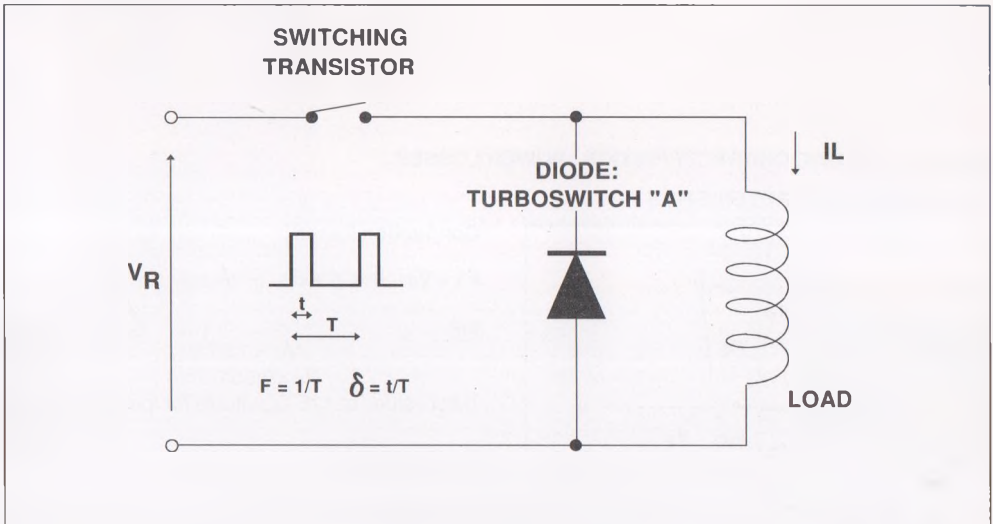 SWITCHING
TRANSISTOR
IL
DIODE:
TURBOSWITCH "A"
VR
t
T
F = 1/T δ = t/T
LOAD